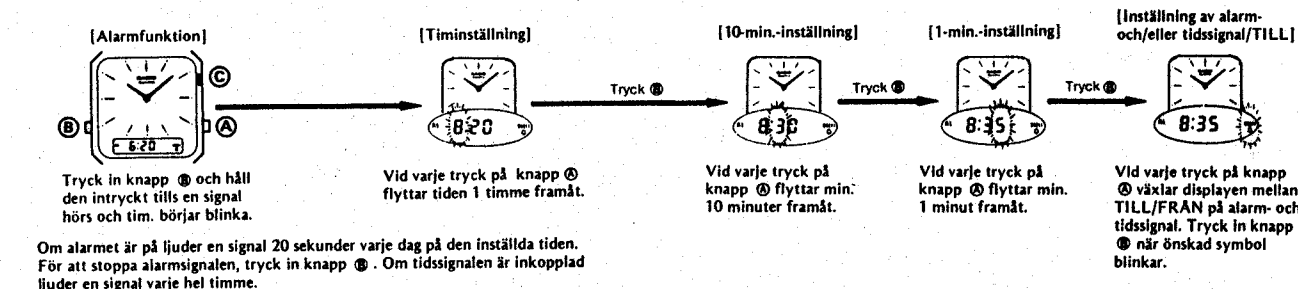 [Alarmfunktion]
Ⓒ
Ⓑ
Ⓐ
6:20
Tryck in knapp Ⓑ och håll
den intryckt tills en signal
hörs och tim. börjar blinka.
[Timinställning]
8:20
Vid varje tryck på knapp Ⓐ
flyttar tiden 1 timme framåt.
Tryck Ⓑ
[10-min.-inställning]
8:30
Vid varje tryck på
knapp Ⓐ flyttar min.
10 minuter framåt.
Tryck Ⓑ
[1-min.-inställning]
8:35
Vid varje tryck på
knapp Ⓐ flyttar min.
1 minut framåt.
Tryck Ⓑ
[Inställning av alarm-
och/eller tidssignal/TILL]
8:35
Vid varje tryck på knapp
Ⓐ växlar displayen mellan
TILL/FRÅN på alarm- och
tidssignal. Tryck in knapp
Ⓑ när önskad symbol
blinkar.
Om alarmet är på ljuder en signal 20 sekunder varje dag på den inställda tiden.
För att stoppa alarmsignalen, tryck in knapp Ⓑ . Om tidssignalen är inkopplad
ljuder en signal varje hel timme.